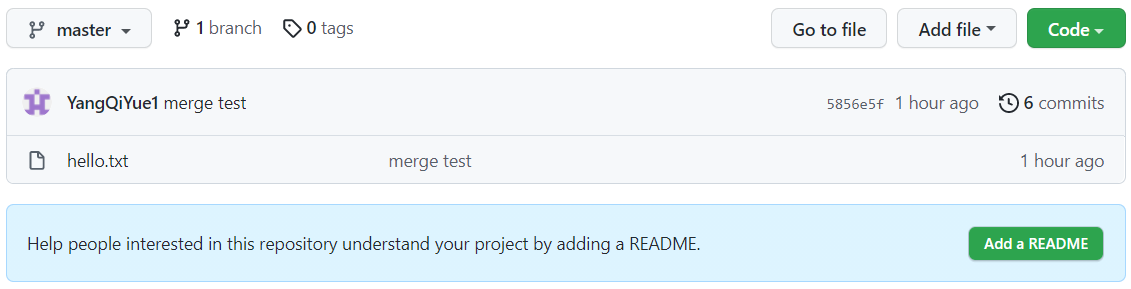 master 1 branch 0 tags Go to file Add file Code
YangQiYue1 merge test 5856e5f 1 hour ago 6 commits
hello.txt merge test 1 hour ago
Help people interested in this repository understand your project by adding a README. Add a README